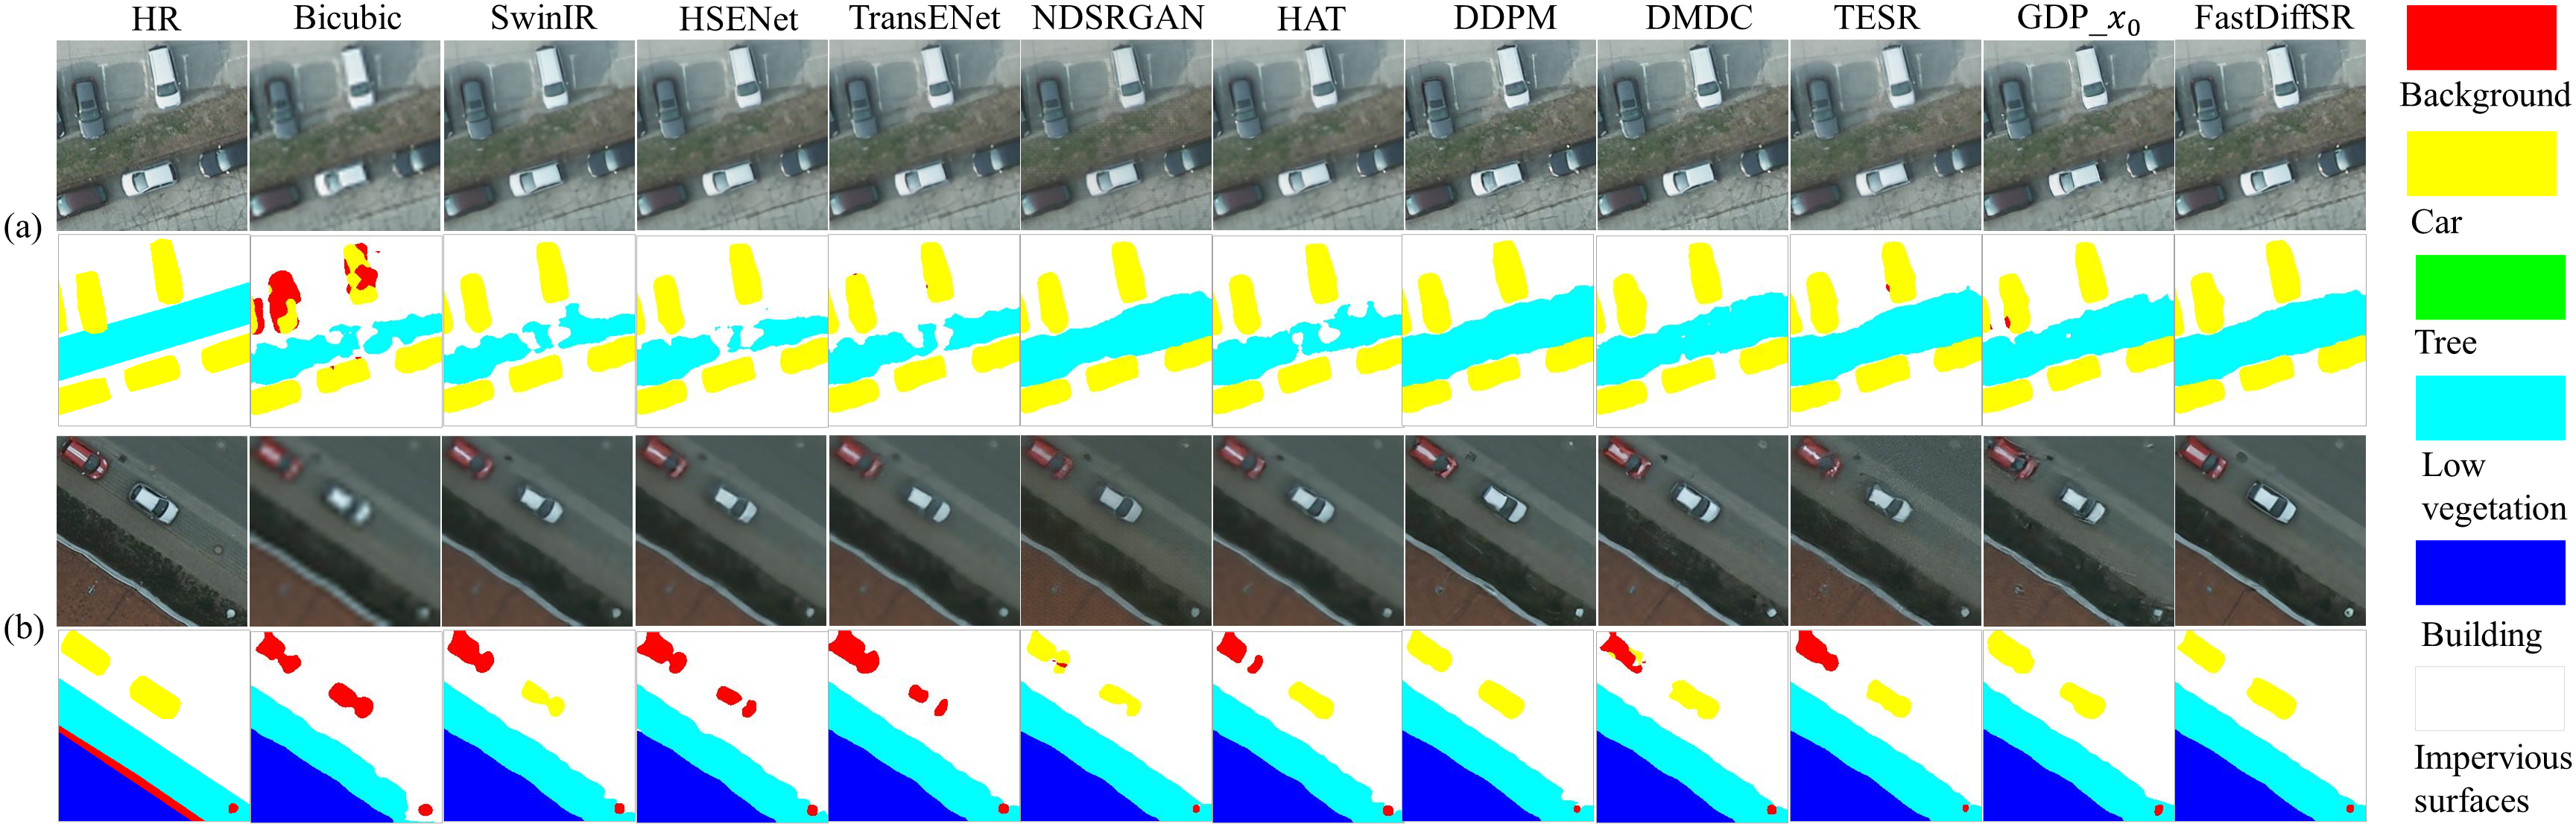 HR Bicubic SwinIR HSENet TransENet NDSRGAN HAT DDPM DMDC TESR GDP_x₀ FastDiffSR
(a)
(b)
Background
Car
Tree
Low
vegetation
Building
Impervious
surfaces